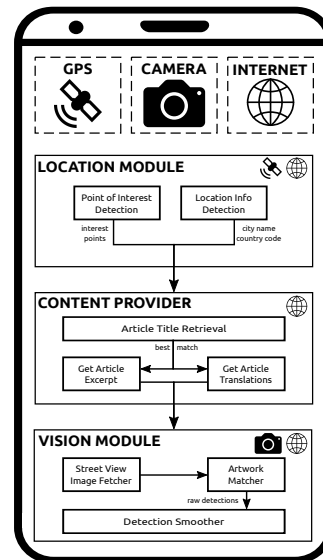 GPS
CAMERA
INTERNET
LOCATION MODULE
Point of Interest
Detection
Location Info
Detection
interest
points
city name
country code
CONTENT PROVIDER
Article Title Retrieval
best match
Get Article
Excerpt
Get Article
Translations
VISION MODULE
Street View
Image Fetcher
Artwork
Matcher
raw detections
Detection Smoother